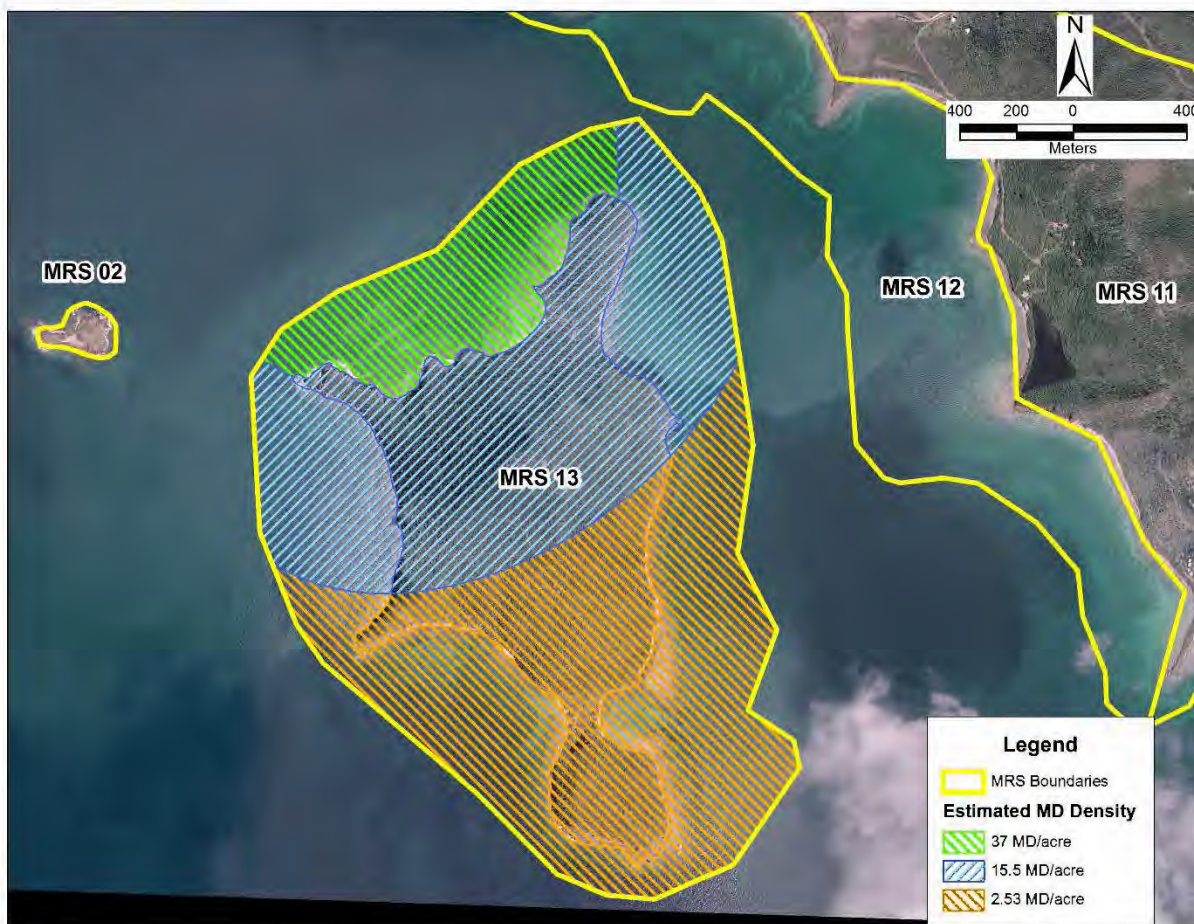 N
400 200 0 400
Meters
MRS 02
MRS 12
MRS 11
MRS 13
Legend
MRS Boundaries
Estimated MD Density
37 MD/acre
15.5 MD/acre
2.53 MD/acre